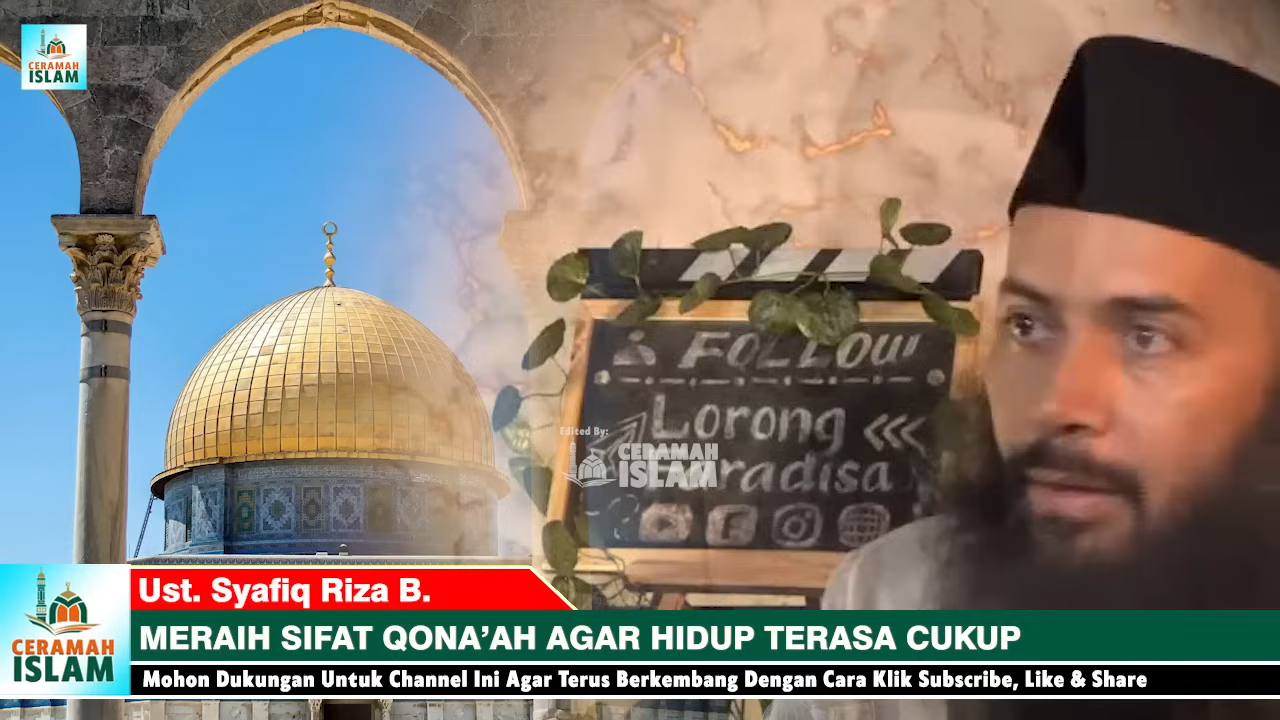 CERAMAH
ISLAM
FOLLOW
Lorong
Paradisa
Edited By:
CERAMAH
ISLAM
Ust. Syafiq Riza B.
CERAMAH
ISLAM
MERAIH SIFAT QONA’AH AGAR HIDUP TERASA CUKUP
Mohon Dukungan Untuk Channel Ini Agar Terus Berkembang Dengan Cara Klik Subscribe, Like & Share